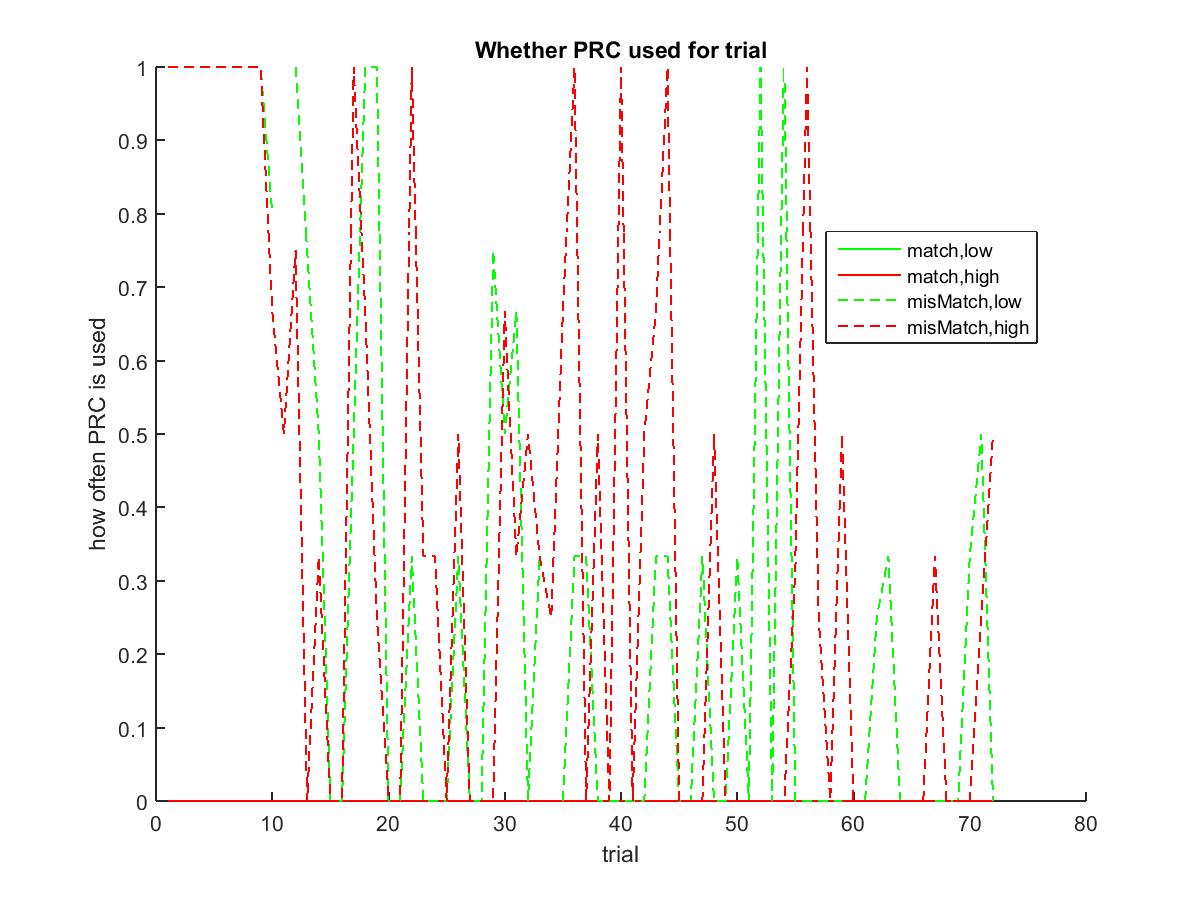 Whether PRC used for trial
1
0.9
0.8
0.7
0.6
0.5
0.4
0.3
0.2
0.1
0
how often PRC is used
match,low
match,high
misMatch,low
misMatch,high
0 10 20 30 40 50 60 70 80
trial